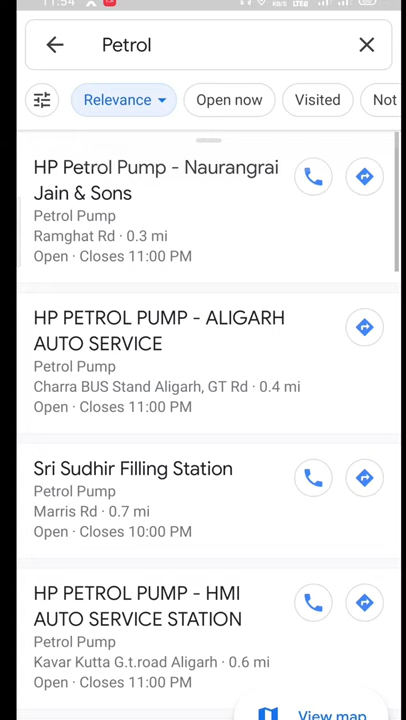 11:54
Petrol
Relevance
Open now
Visited
Not
HP Petrol Pump - Naurangrai
Jain & Sons
Petrol Pump
Ramghat Rd · 0.3 mi
Open · Closes 11:00 PM
HP PETROL PUMP - ALIGARH
AUTO SERVICE
Petrol Pump
Charra BUS Stand Aligarh, GT Rd · 0.4 mi
Open · Closes 11:00 PM
Sri Sudhir Filling Station
Petrol Pump
Marris Rd · 0.7 mi
Open · Closes 10:00 PM
HP PETROL PUMP - HMI
AUTO SERVICE STATION
Petrol Pump
Kavar Kutta G.t.road Aligarh · 0.6 mi
Open · Closes 11:00 PM
View map